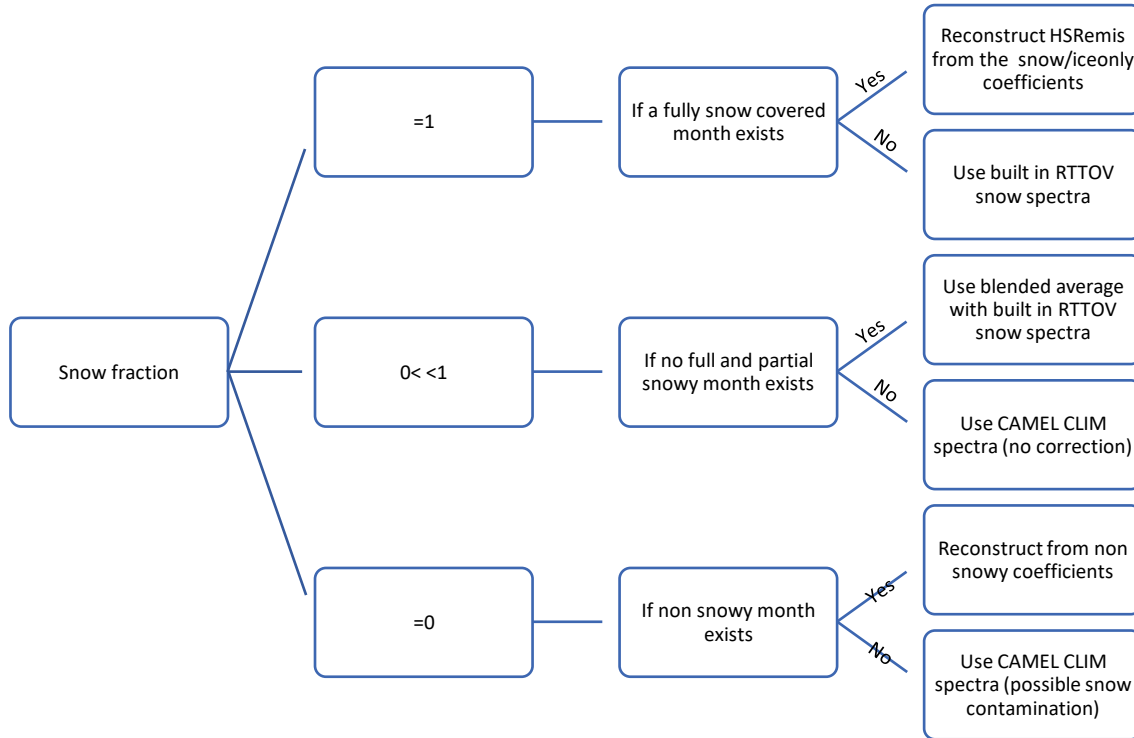 Snow fraction
=1
If a fully snow covered
month exists
Yes
Reconstruct HSRemis
from the snow/iceonly
coefficients
No
Use built in RTTOV
snow spectra
0< <1
If no full and partial
snowy month exists
Yes
Use blended average
with built in RTTOV
snow spectra
No
Use CAMEL CLIM
spectra (no correction)
=0
If non snowy month
exists
Yes
Reconstruct from non
snowy coefficients
No
Use CAMEL CLIM
spectra (possible snow
contamination)